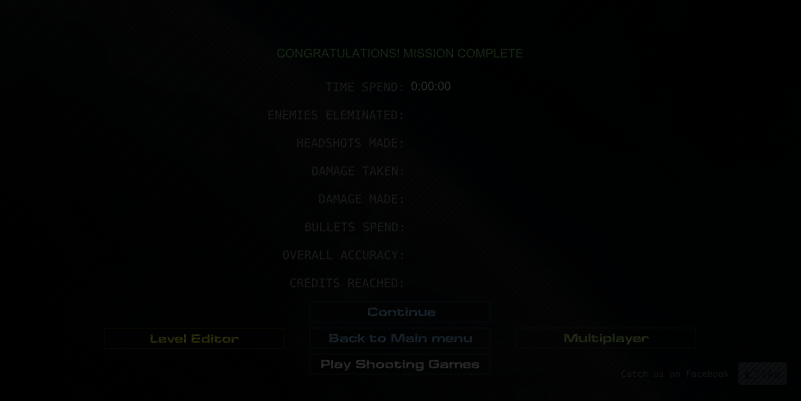 CONGRATULATIONS! MISSION COMPLETE
TIME SPEND: 0:00:00
ENEMIES ELEMINATED:
HEADSHOTS MADE:
DAMAGE TAKEN:
DAMAGE MADE:
BULLETS SPEND:
OVERALL ACCURACY:
CREDITS REACHED:
Continue
Level Editor
Back to Main menu
Multiplayer
Play Shooting Games
Catch us on Facebook